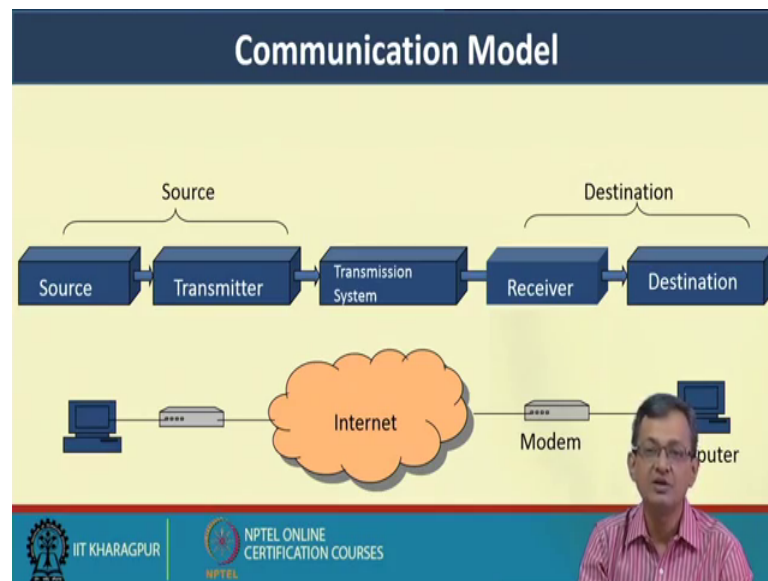 Communication Model
Source
Destination
Source
Transmitter
Transmission
System
Receiver
Destination
Internet
Modem
puter
IIT KHARAGPUR
NPTEL
NPTEL ONLINE
CERTIFICATION COURSES